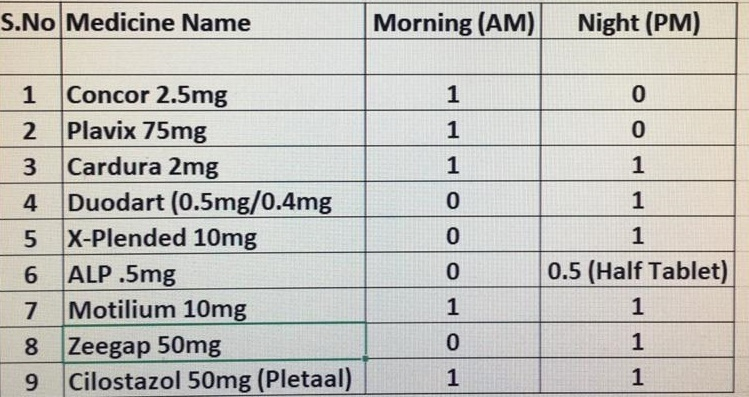 S.No Medicine Name Morning (AM) Night (PM)
1 Concor 2.5mg 1 0
2 Plavix 75mg 1 0
3 Cardura 2mg 1 1
4 Duodart (0.5mg/0.4mg 0 1
5 X-Plended 10mg 0 1
6 ALP .5mg 0 0.5 (Half Tablet)
7 Motilium 10mg 1 1
8 Zeegap 50mg 0 1
9 Cilostazol 50mg (Pletaal) 1 1